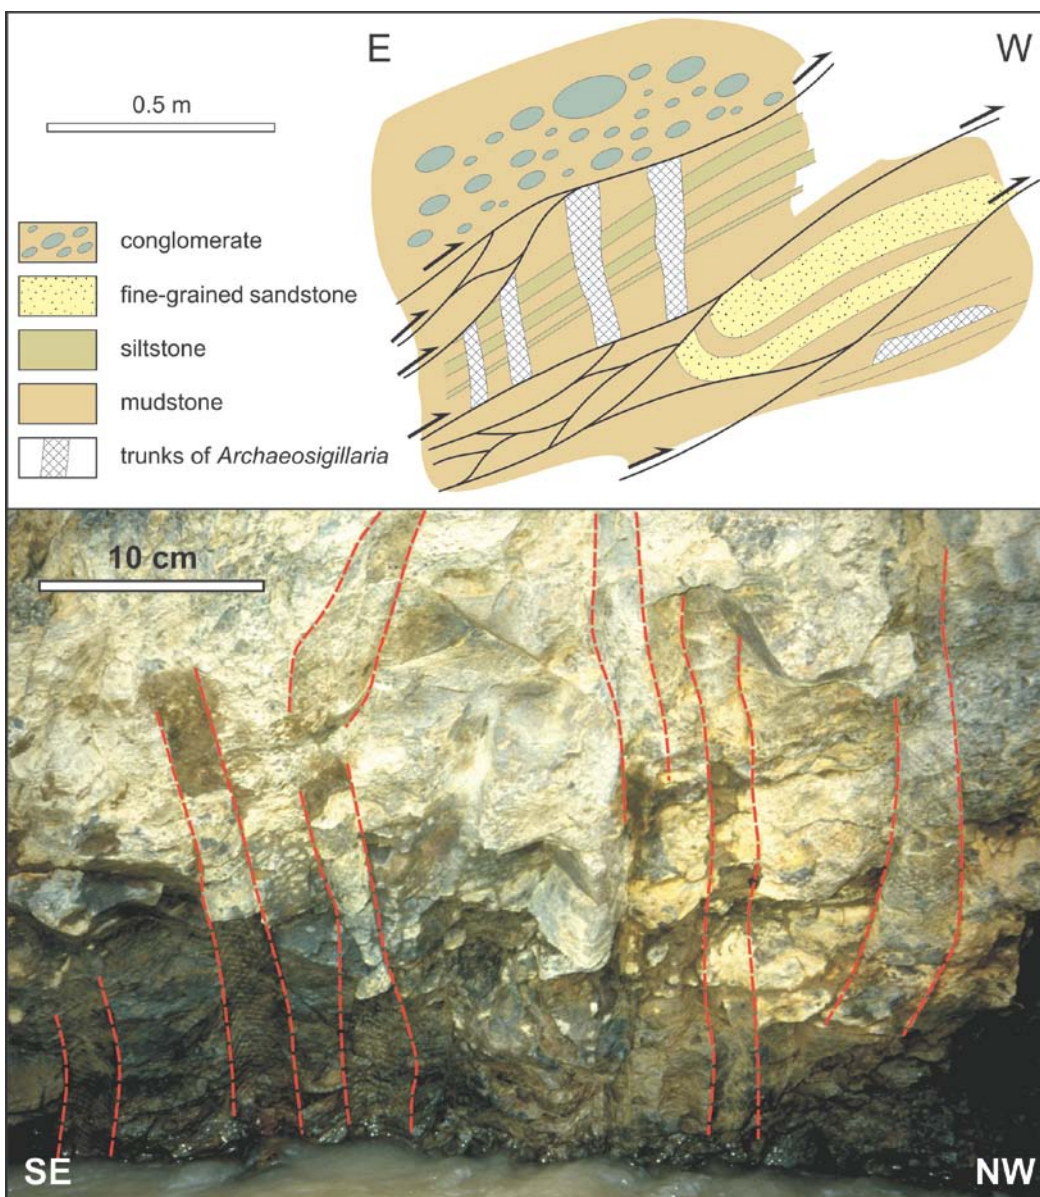 E
W
0.5 m
conglomerate
fine-grained sandstone
siltstone
mudstone
trunks of Archaeosigillaria
10 cm
SE
NW